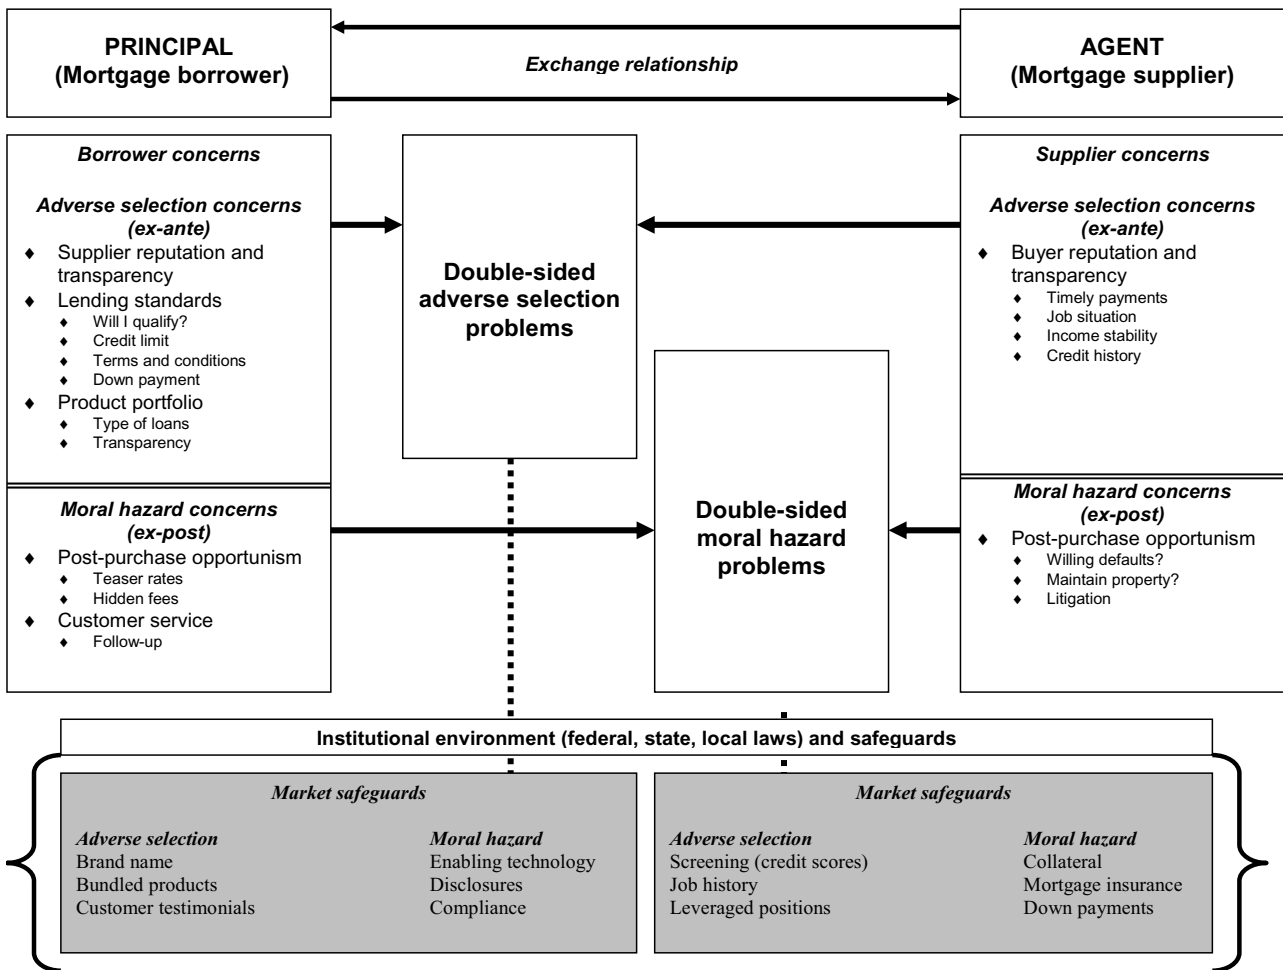 PRINCIPAL
(Mortgage borrower)
Exchange relationship
AGENT
(Mortgage supplier)
Borrower concerns
Adverse selection concerns
(ex-ante)
♦ Supplier reputation and
transparency
♦ Lending standards
♦ Will I qualify?
♦ Credit limit
♦ Terms and conditions
♦ Down payment
♦ Product portfolio
♦ Type of loans
♦ Transparency
Moral hazard concerns
(ex-post)
♦ Post-purchase opportunism
♦ Teaser rates
♦ Hidden fees
♦ Customer service
♦ Follow-up
Double-sided
adverse selection
problems
Double-sided
moral hazard
problems
Supplier concerns
Adverse selection concerns
(ex-ante)
♦ Buyer reputation and
transparency
♦ Timely payments
♦ Job situation
♦ Income stability
♦ Credit history
Moral hazard concerns
(ex-post)
♦ Post-purchase opportunism
♦ Willing defaults?
♦ Maintain property?
♦ Litigation
Institutional environment (federal, state, local laws) and safeguards
Market safeguards
Adverse selection
Brand name
Bundled products
Customer testimonials
Moral hazard
Enabling technology
Disclosures
Compliance
Market safeguards
Adverse selection
Screening (credit scores)
Job history
Leveraged positions
Moral hazard
Collateral
Mortgage insurance
Down payments